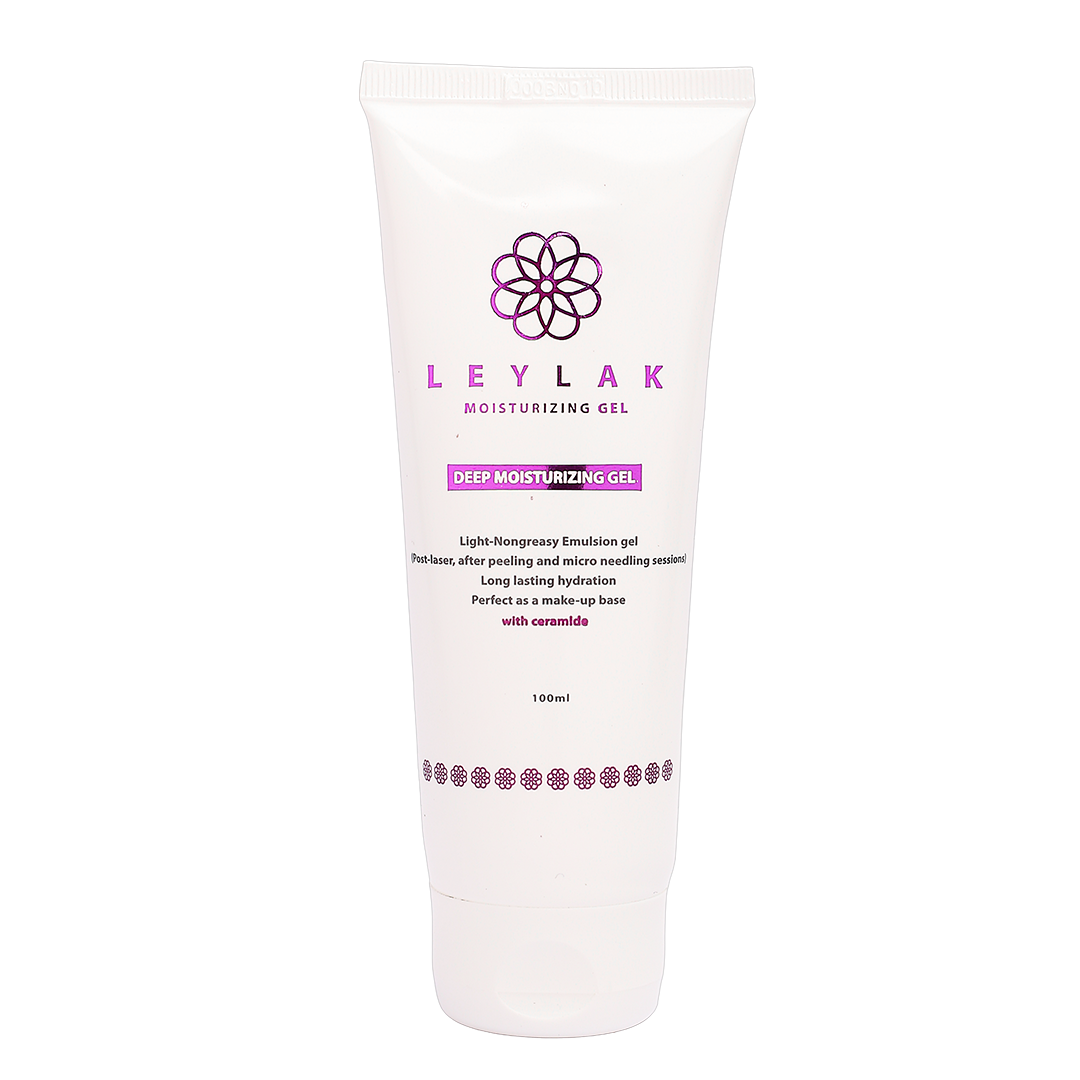 LEYLAK
MOISTURIZING GEL
DEEP MOISTURIZING GEL
Light-Nongreasy Emulsion gel
(Post-laser, after peeling and micro needling sessions)
Long lasting hydration
Perfect as a make-up base
with ceramide
100ml